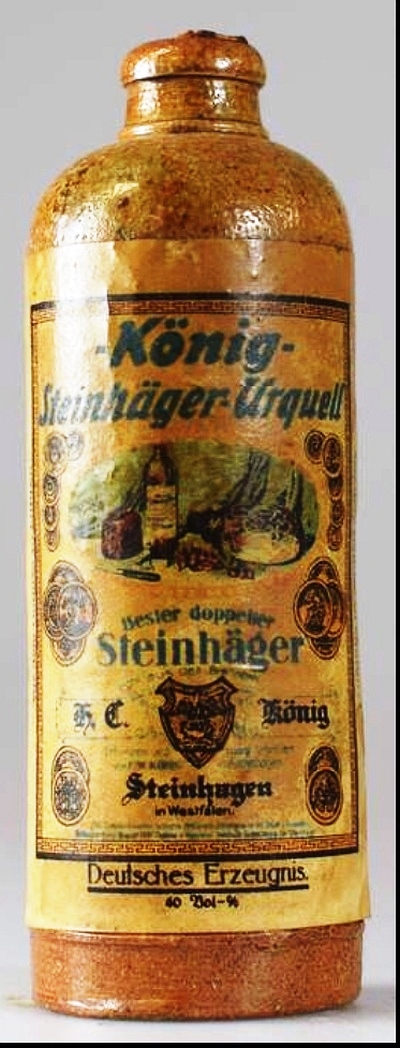 -König-
Steinhäger-Urquell
Bester doppelter
Steinhäger
H. C. König
Steinhagen
in Westfalen.
Deutsches Erzeugnis.
40 Vol-%